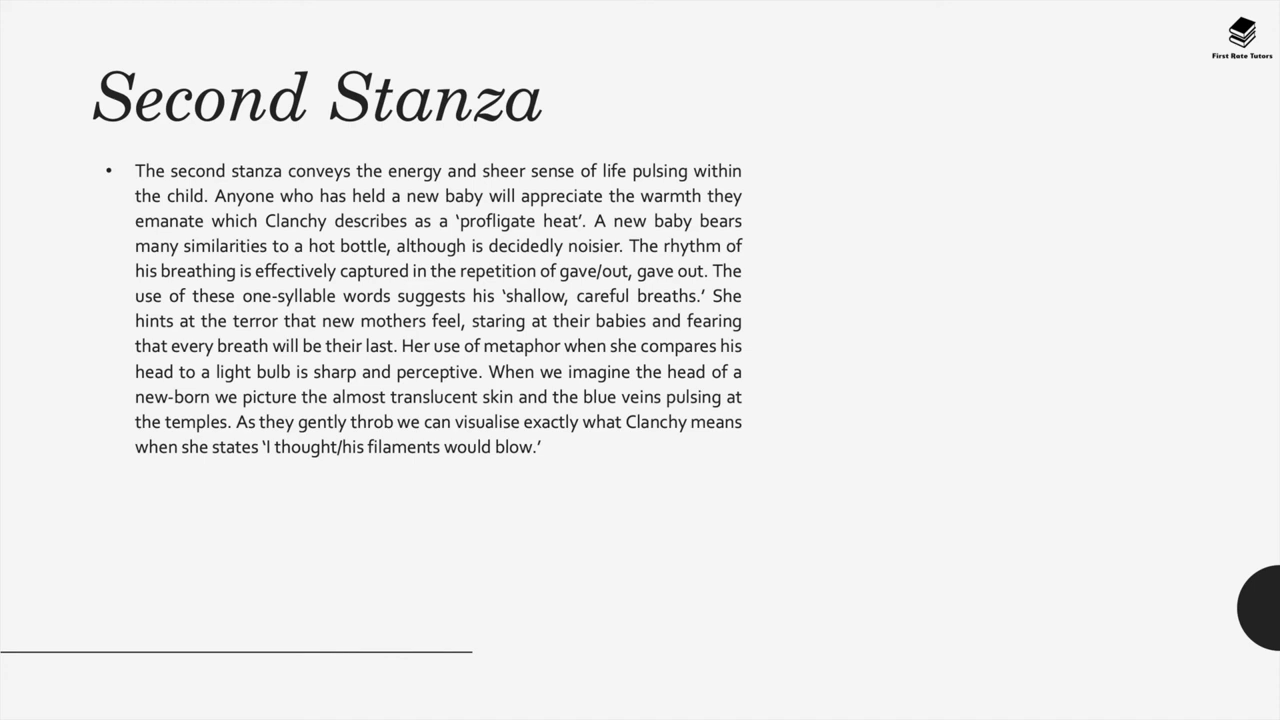 First Rate Tutors
Second Stanza
• The second stanza conveys the energy and sheer sense of life pulsing within
the child. Anyone who has held a new baby will appreciate the warmth they
emanate which Clanchy describes as a ‘profligate heat’. A new baby bears
many similarities to a hot bottle, although is decidedly noisier. The rhythm of
his breathing is effectively captured in the repetition of gave/out, gave out. The
use of these one-syllable words suggests his ‘shallow, careful breaths.’ She
hints at the terror that new mothers feel, staring at their babies and fearing
that every breath will be their last. Her use of metaphor when she compares his
head to a light bulb is sharp and perceptive. When we imagine the head of a
new-born we picture the almost translucent skin and the blue veins pulsing at
the temples. As they gently throb we can visualise exactly what Clanchy means
when she states ‘I thought/his filaments would blow.’